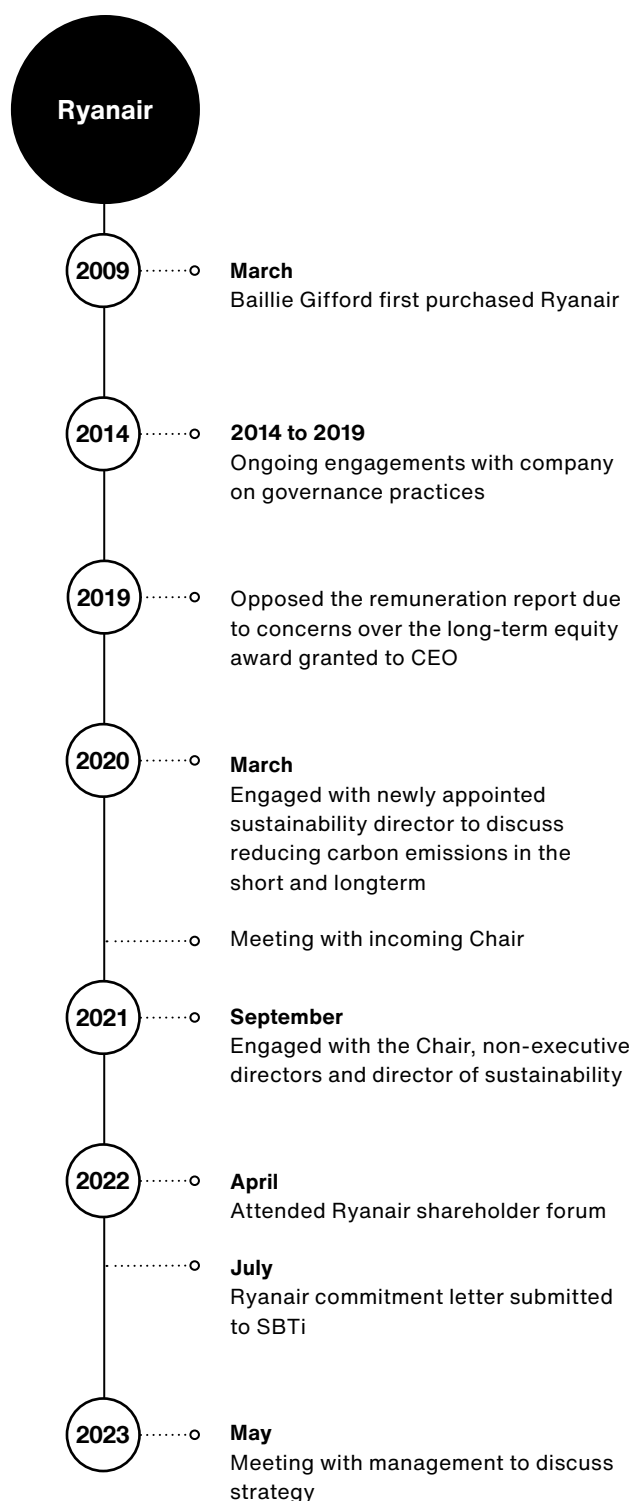 Ryanair
2009
March
Baillie Gifford first purchased Ryanair
2014
2014 to 2019
Ongoing engagements with company
on governance practices
2019
Opposed the remuneration report due
to concerns over the long-term equity
award granted to CEO
2020
March
Engaged with newly appointed
sustainability director to discuss
reducing carbon emissions in the
short and longterm
Meeting with incoming Chair
2021
September
Engaged with the Chair, non-executive
directors and director of sustainability
2022
April
Attended Ryanair shareholder forum
July
Ryanair commitment letter submitted
to SBTi
2023
May
Meeting with management to discuss
strategy